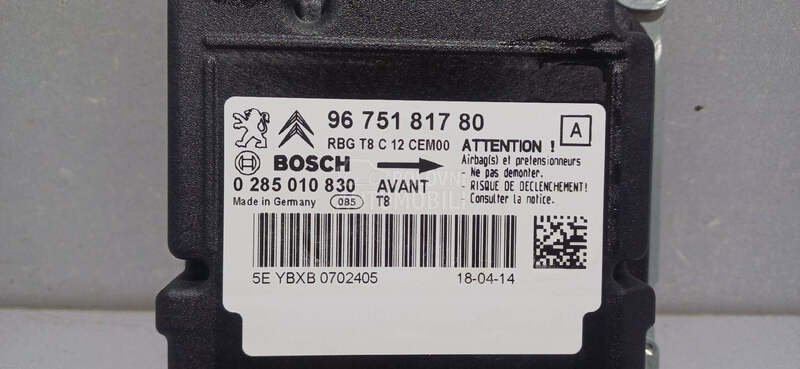 96 751 817 80
A
RBG T8 C 12 CEM00
ATTENTION !
BOSCH
Airbag(s) et pretensionneurs
- Ne pas demonter.
0 285 010 830 AVANT
- RISQUE DE DECLENCHEMENT!
Made in Germany 085 T8
- Consulter la notice.
5E YBXB 0702405 18-04-14